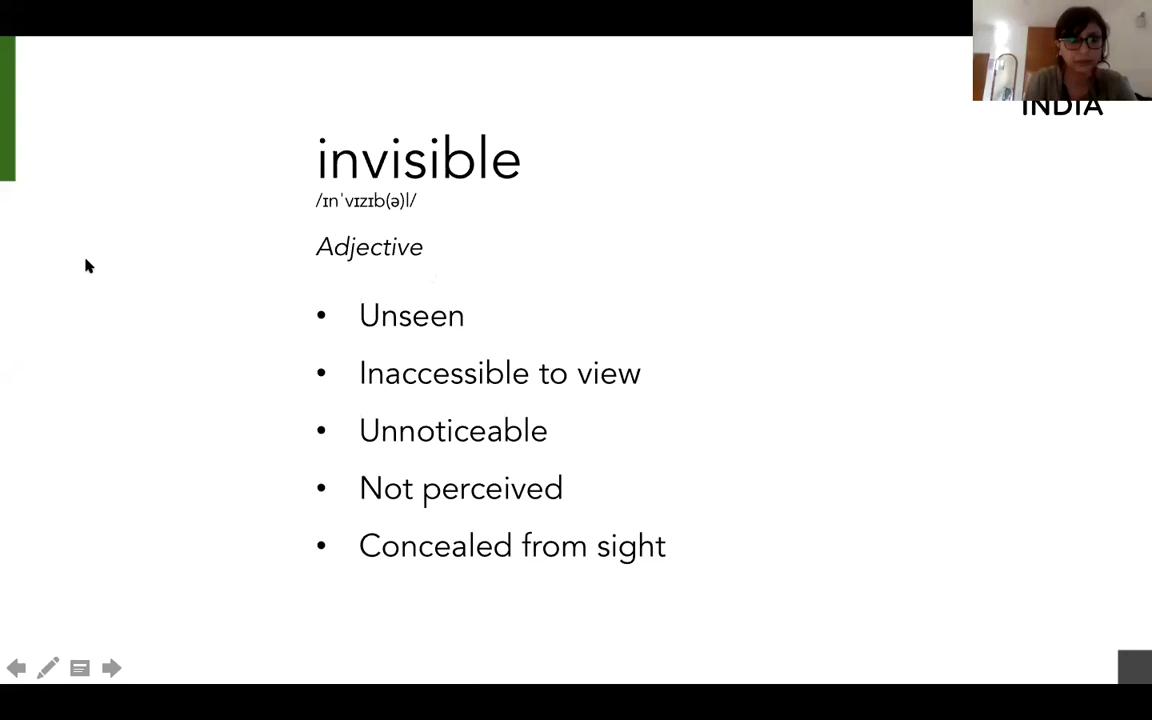 INDIA
invisible
/ɪnˈvɪzɪb(ə)l/
Adjective
• Unseen
• Inaccessible to view
• Unnoticeable
• Not perceived
• Concealed from sight